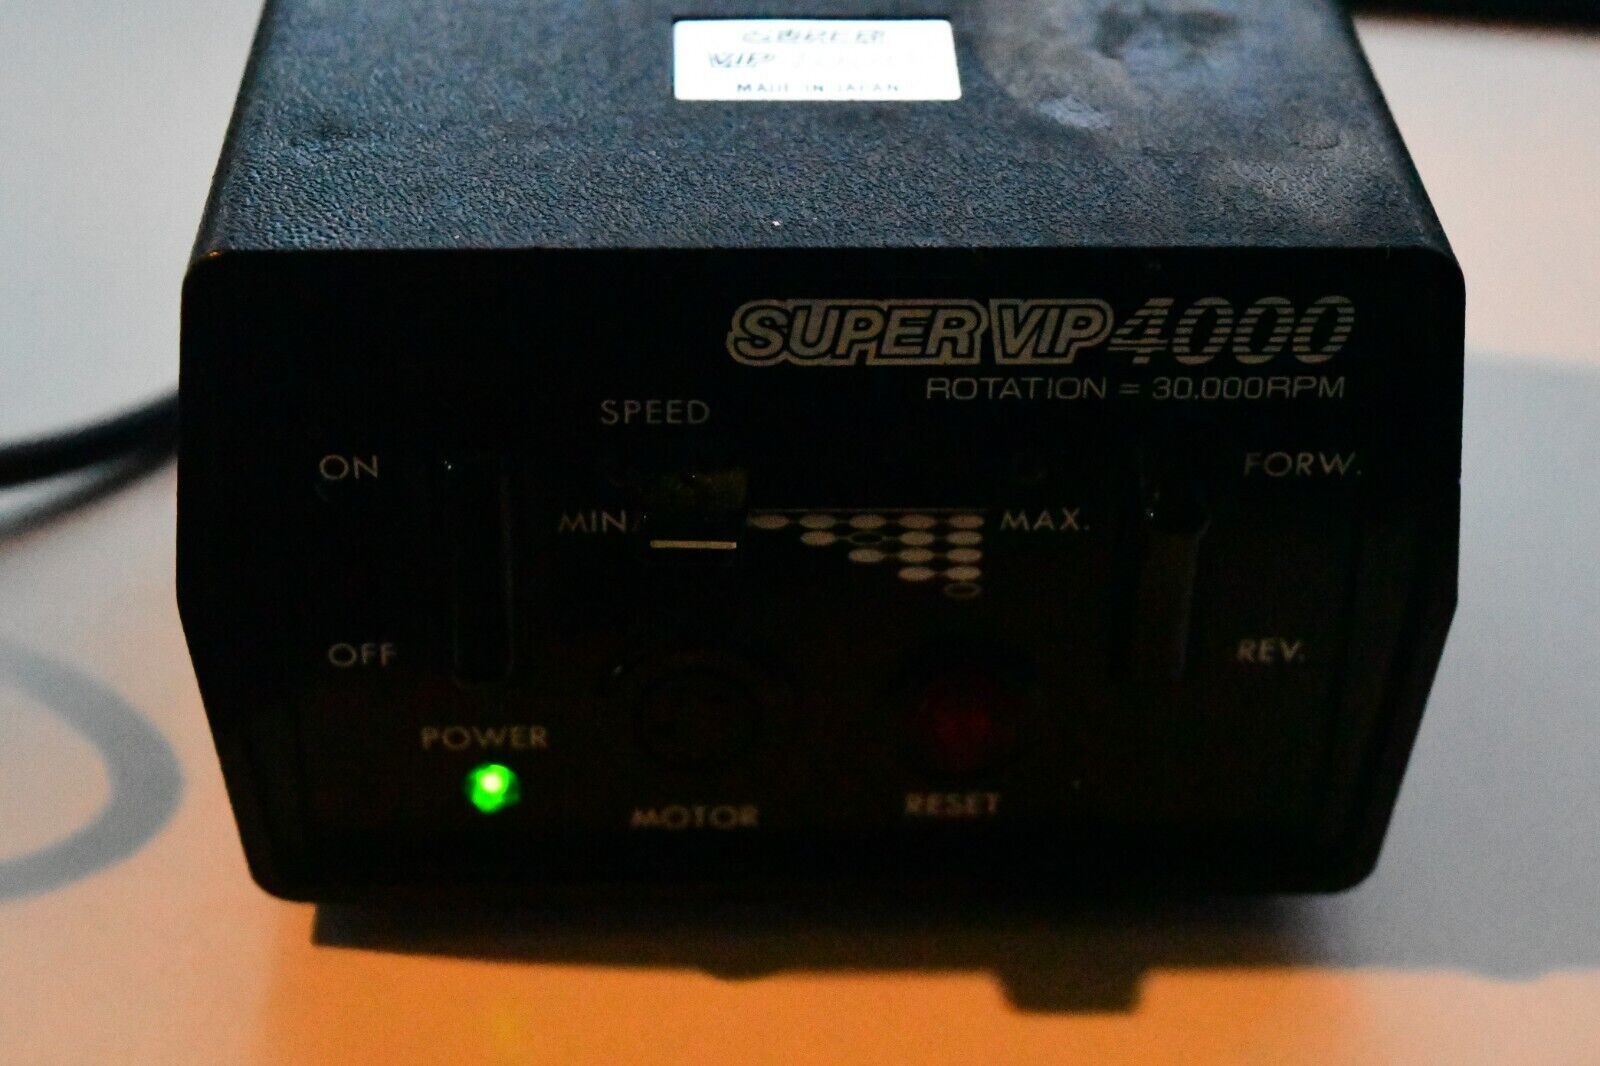 MADE IN JAPAN
SUPER VIP 4000
ROTATION = 30.000RPM
SPEED
ON
FORW.
MIN.
MAX.
OFF
REV.
POWER
MOTOR
RESET